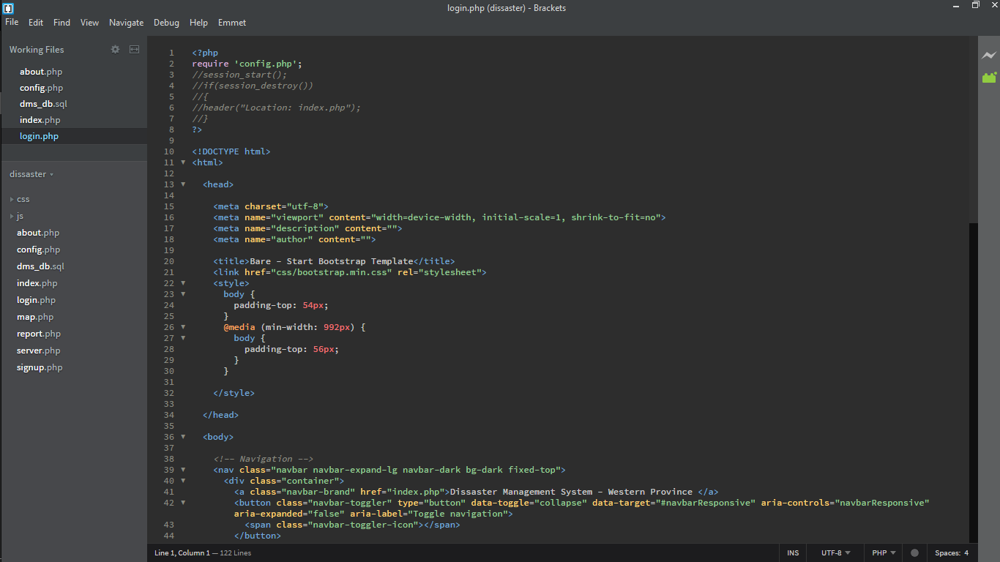 login.php (dissaster) - Brackets
File Edit Find View Navigate Debug Help Emmet
Working Files
about.php
config.php
dms_db.sql
index.php
login.php
dissaster
css
js
about.php
config.php
dms_db.sql
index.php
login.php
map.php
report.php
server.php
signup.php
1 <?php
2 require 'config.php';
3 //session_start();
4 //if(session_destroy())
5 //{
6 //header("Location: index.php");
7 //}
8 ?>
9
10 <!DOCTYPE html>
11 <html>
12
13 <head>
14
15 <meta charset="utf-8">
16 <meta name="viewport" content="width=device-width, initial-scale=1, shrink-to-fit=no">
17 <meta name="description" content="">
18 <meta name="author" content="">
19
20 <title>Bare - Start Bootstrap Template</title>
21 <link href="css/bootstrap.min.css" rel="stylesheet">
22 <style>
23 body {
24 padding-top: 54px;
25 }
26 @media (min-width: 992px) {
27 body {
28 padding-top: 56px;
29 }
30 }
31
32 </style>
33
34 </head>
35
36 <body>
37
38 <!-- Navigation -->
39 <nav class="navbar navbar-expand-lg navbar-dark bg-dark fixed-top">
40 <div class="container">
41 <a class="navbar-brand" href="index.php">Dissaster Management System - Western Province </a>
42 <button class="navbar-toggler" type="button" data-toggle="collapse" data-target="#navbarResponsive" aria-controls="navbarResponsive"
aria-expanded="false" aria-label="Toggle navigation">
43 <span class="navbar-toggler-icon"></span>
44 </button>
Line 1, Column 1 — 122 Lines
INS UTF-8 PHP Spaces: 4